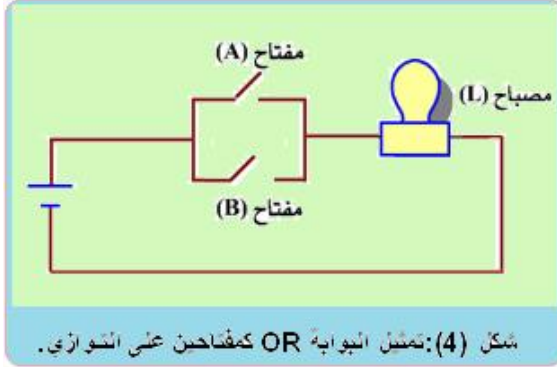 مفتاح (A)
مصباح (L)
مفتاح (B)
شكل (4):تمثيل البوابة OR كمفتاحين على التوازي.